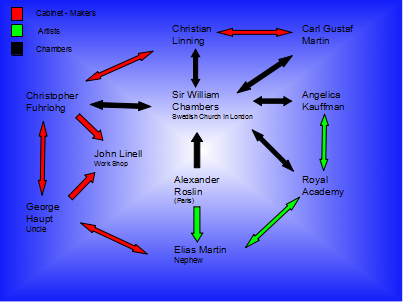 Cabinet - Makers
Artists
Chambers
Christian
Linning
Carl Gustaf
Martin
Christopher
Fuhrlohg
Sir William
Chambers
Swedish Church in London
Angelica
Kauffman
John Linell
Work Shop
Alexander
Roslin
(Paris)
Royal
Academy
George
Haupt
Uncle
Elias Martin
Nephew